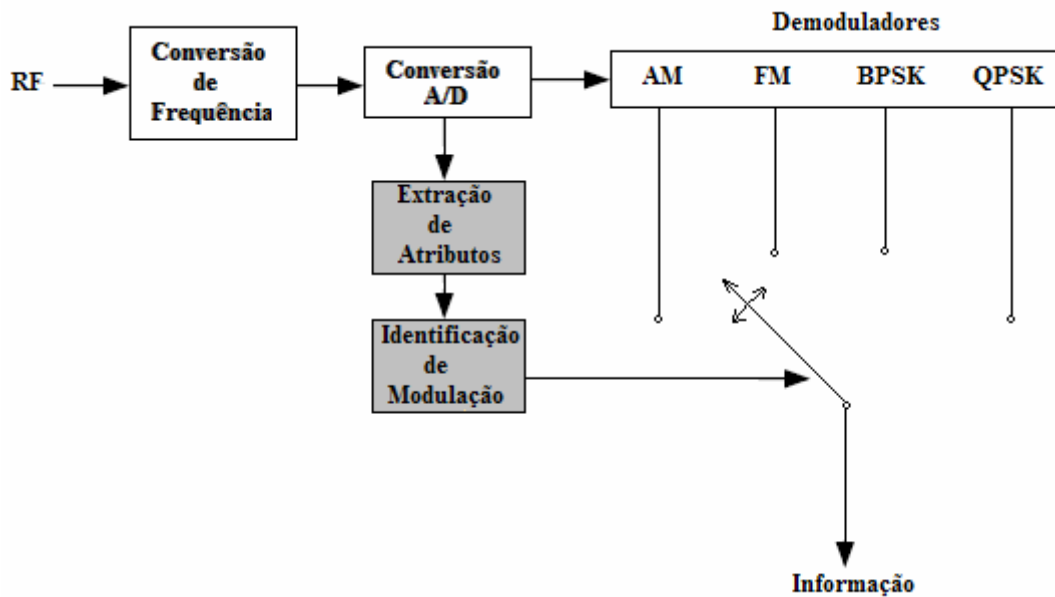 Demoduladores
RF
Conversão
de
Frequência
Conversão
A/D
AM FM BPSK QPSK
Extração
de
Atributos
Identificação
de
Modulação
Informação